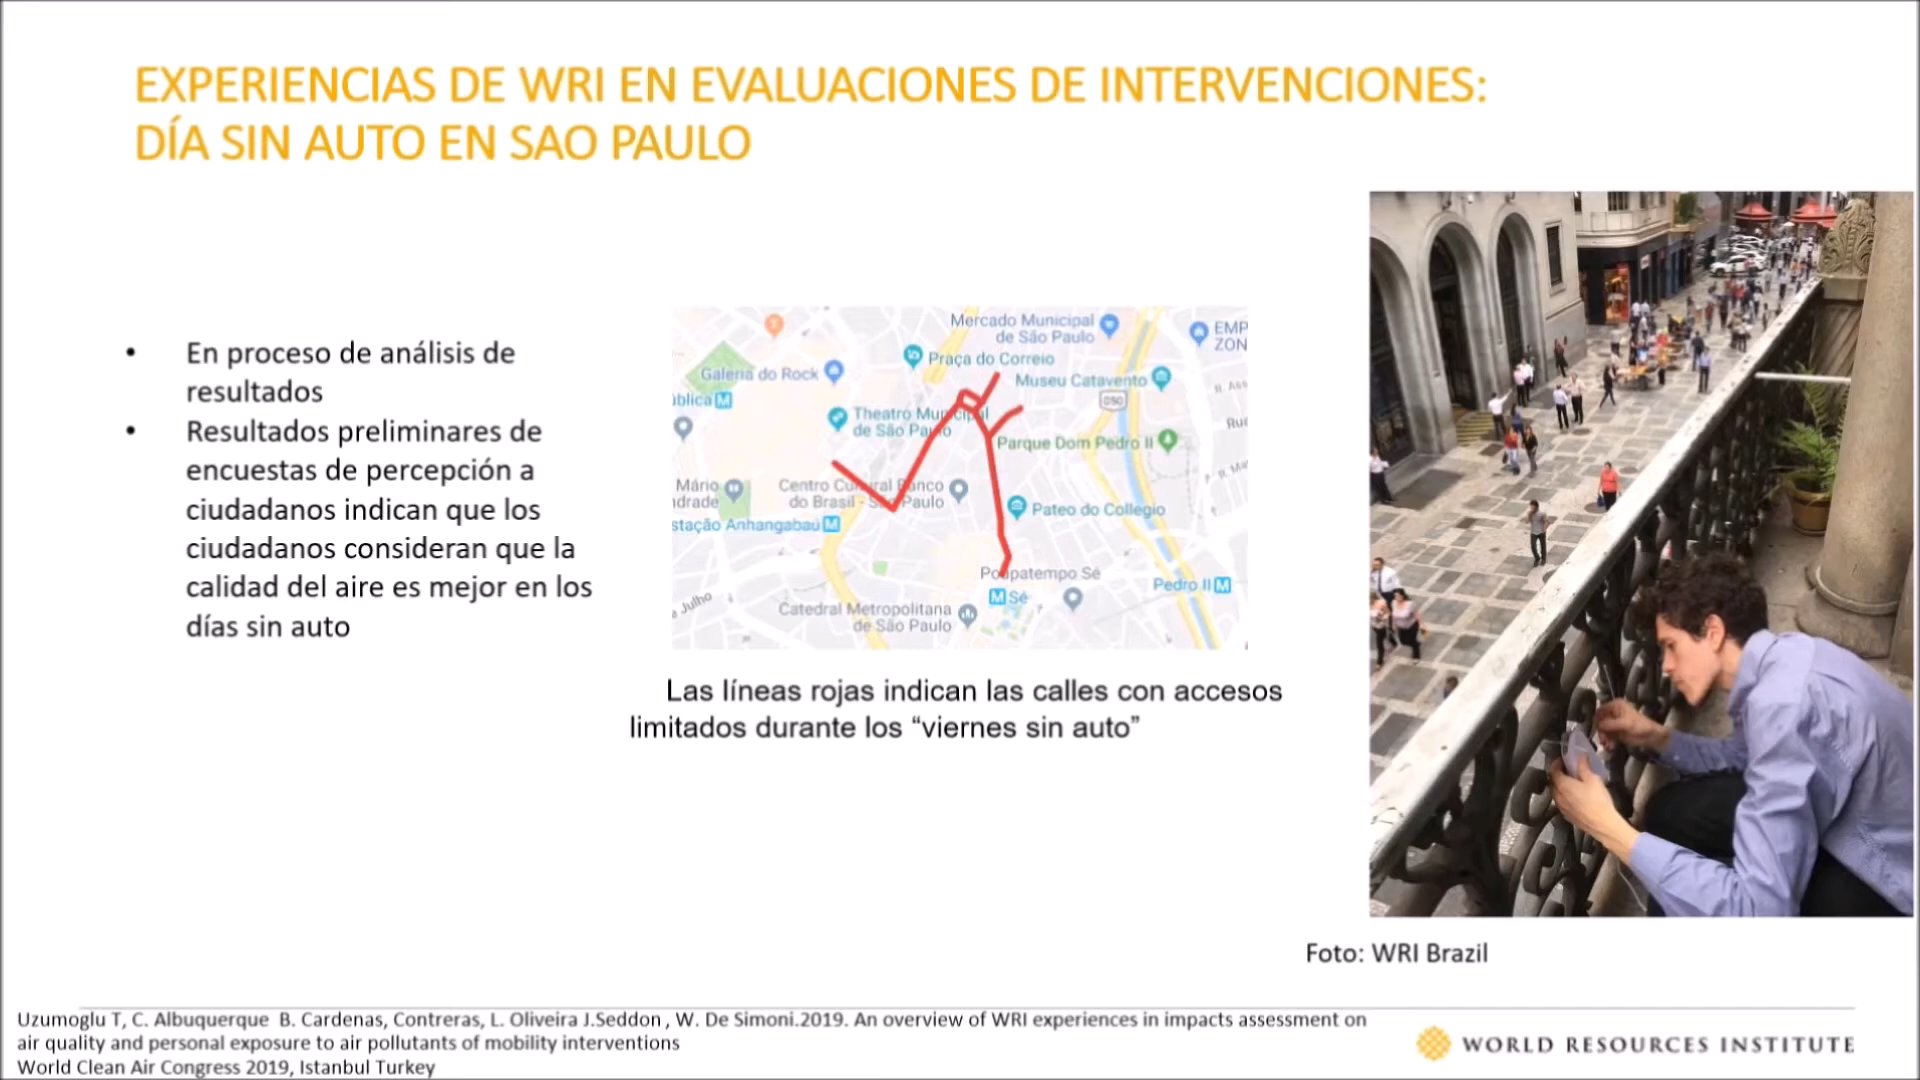 EXPERIENCIAS DE WRI EN EVALUACIONES DE INTERVENCIONES:
DÍA SIN AUTO EN SAO PAULO
• En proceso de análisis de
resultados
• Resultados preliminares de
encuestas de percepción a
ciudadanos indican que los
ciudadanos consideran que la
calidad del aire es mejor en los
días sin auto
Mercado Municipal
de São Paulo
EMP
ZON
Praça do Correio
Galeria do Rock
Museu Catavento
ública M
050
R. Ass
Theatro Municipal
de São Paulo
Rua
Parque Dom Pedro II
R. Ma
Mário
ndrade
Centro Cultural Banco
do Brasil - São Paulo
Pateo do Collegio
stação Anhangabaú M
Poupatempo Sé
Pedro II M
M Sé
Julho
Catedral Metropolitana
de São Paulo
Las líneas rojas indican las calles con accesos
limitados durante los “viernes sin auto”
Foto: WRI Brazil
Uzumoglu T, C. Albuquerque B. Cardenas, Contreras, L. Oliveira J.Seddon , W. De Simoni.2019. An overview of WRI experiences in impacts assessment on
air quality and personal exposure to air pollutants of mobility interventions
World Clean Air Congress 2019, Istanbul Turkey
WORLD RESOURCES INSTITUTE